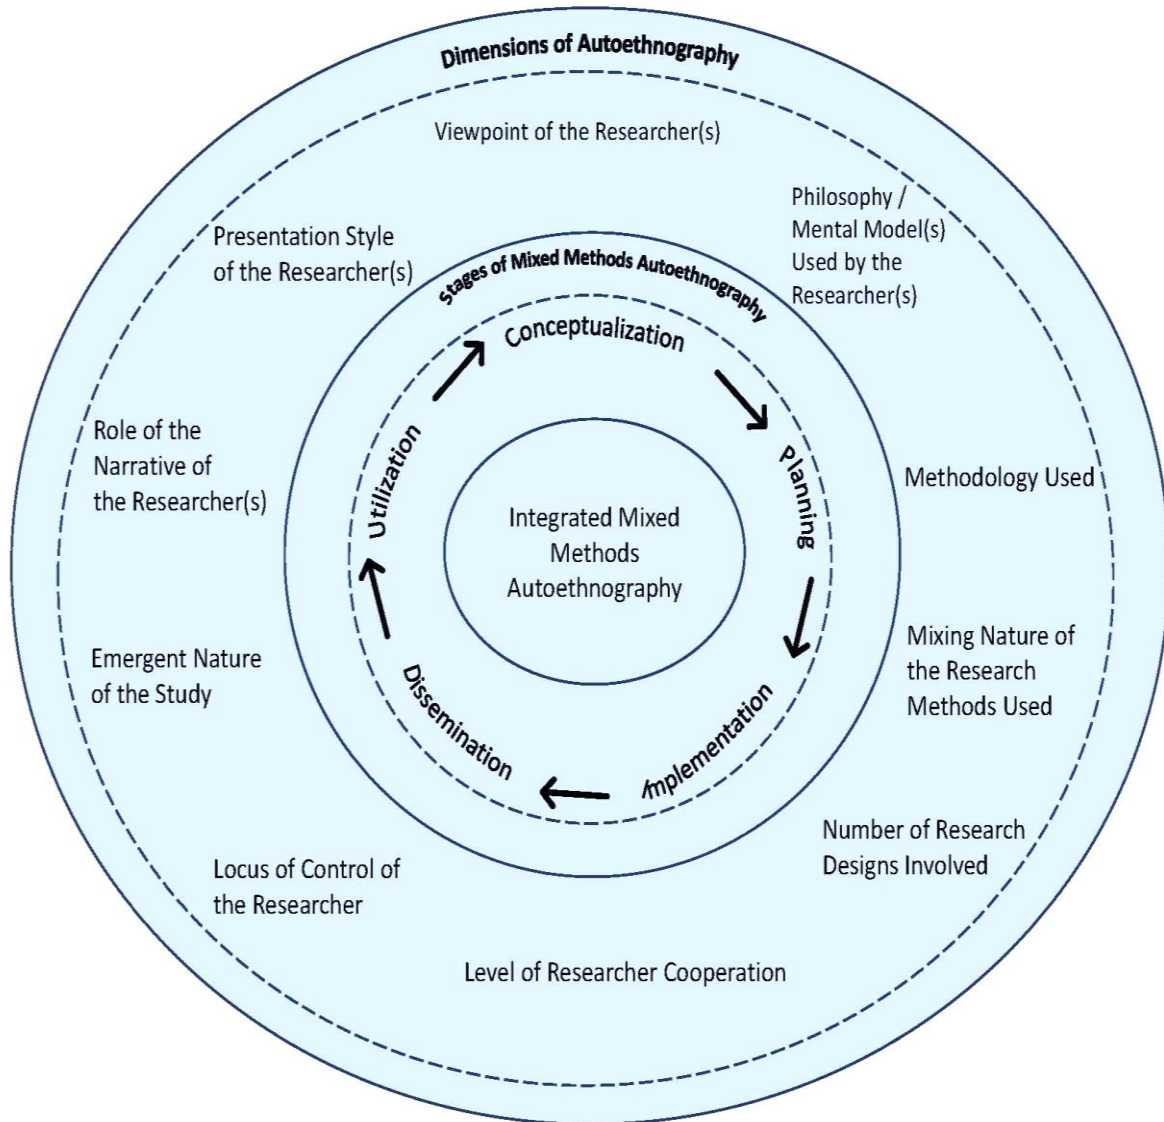 Dimensions of Autoethnography
Viewpoint of the Researcher(s)
Philosophy /
Mental Model(s)
Used by the
Researcher(s)
Methodology Used
Mixing Nature of
the Research
Methods Used
Number of Research
Designs Involved
Level of Researcher Cooperation
Locus of Control of
the Researcher
Emergent Nature
of the Study
Role of the
Narrative of
the Researcher(s)
Presentation Style
of the Researcher(s)
Stages of Mixed Methods Autoethnography
Conceptualization
Planning
Implementation
Dissemination
Utilization
Integrated Mixed
Methods
Autoethnography